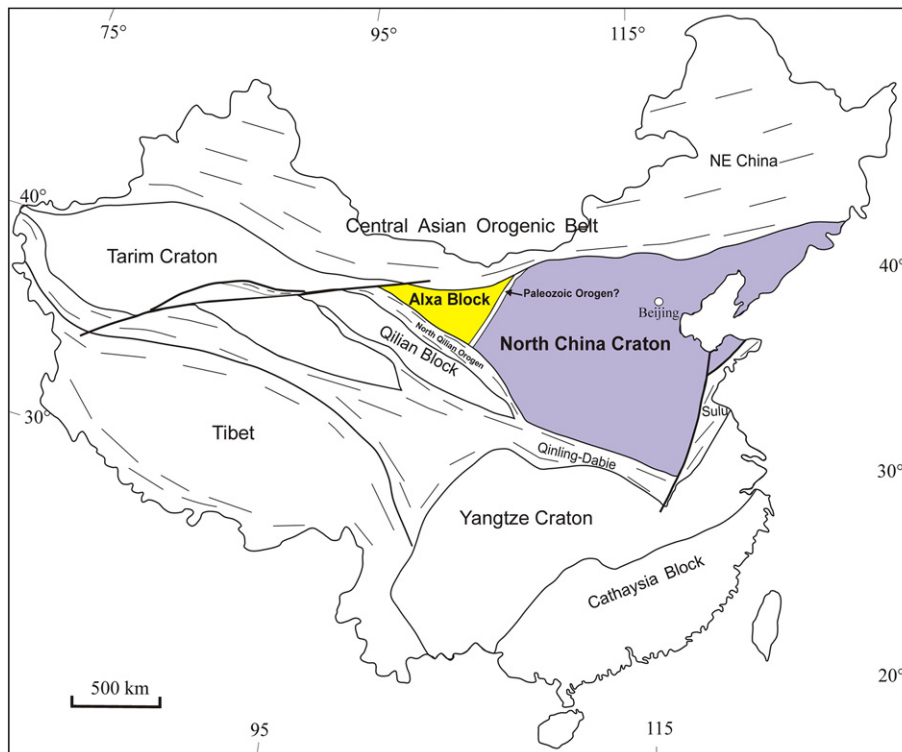 75°
95°
115°
NE China
40°
Central Asian Orogenic Belt
Tarim Craton
40°
Alxa Block
Paleozoic Orogen?
Beijing
North Qilian Orogen
North China Craton
Qilian Block
30°
Sulu
Tibet
Qinling-Dabie
30°
Yangtze Craton
Cathaysia Block
500 km
20°
95
115